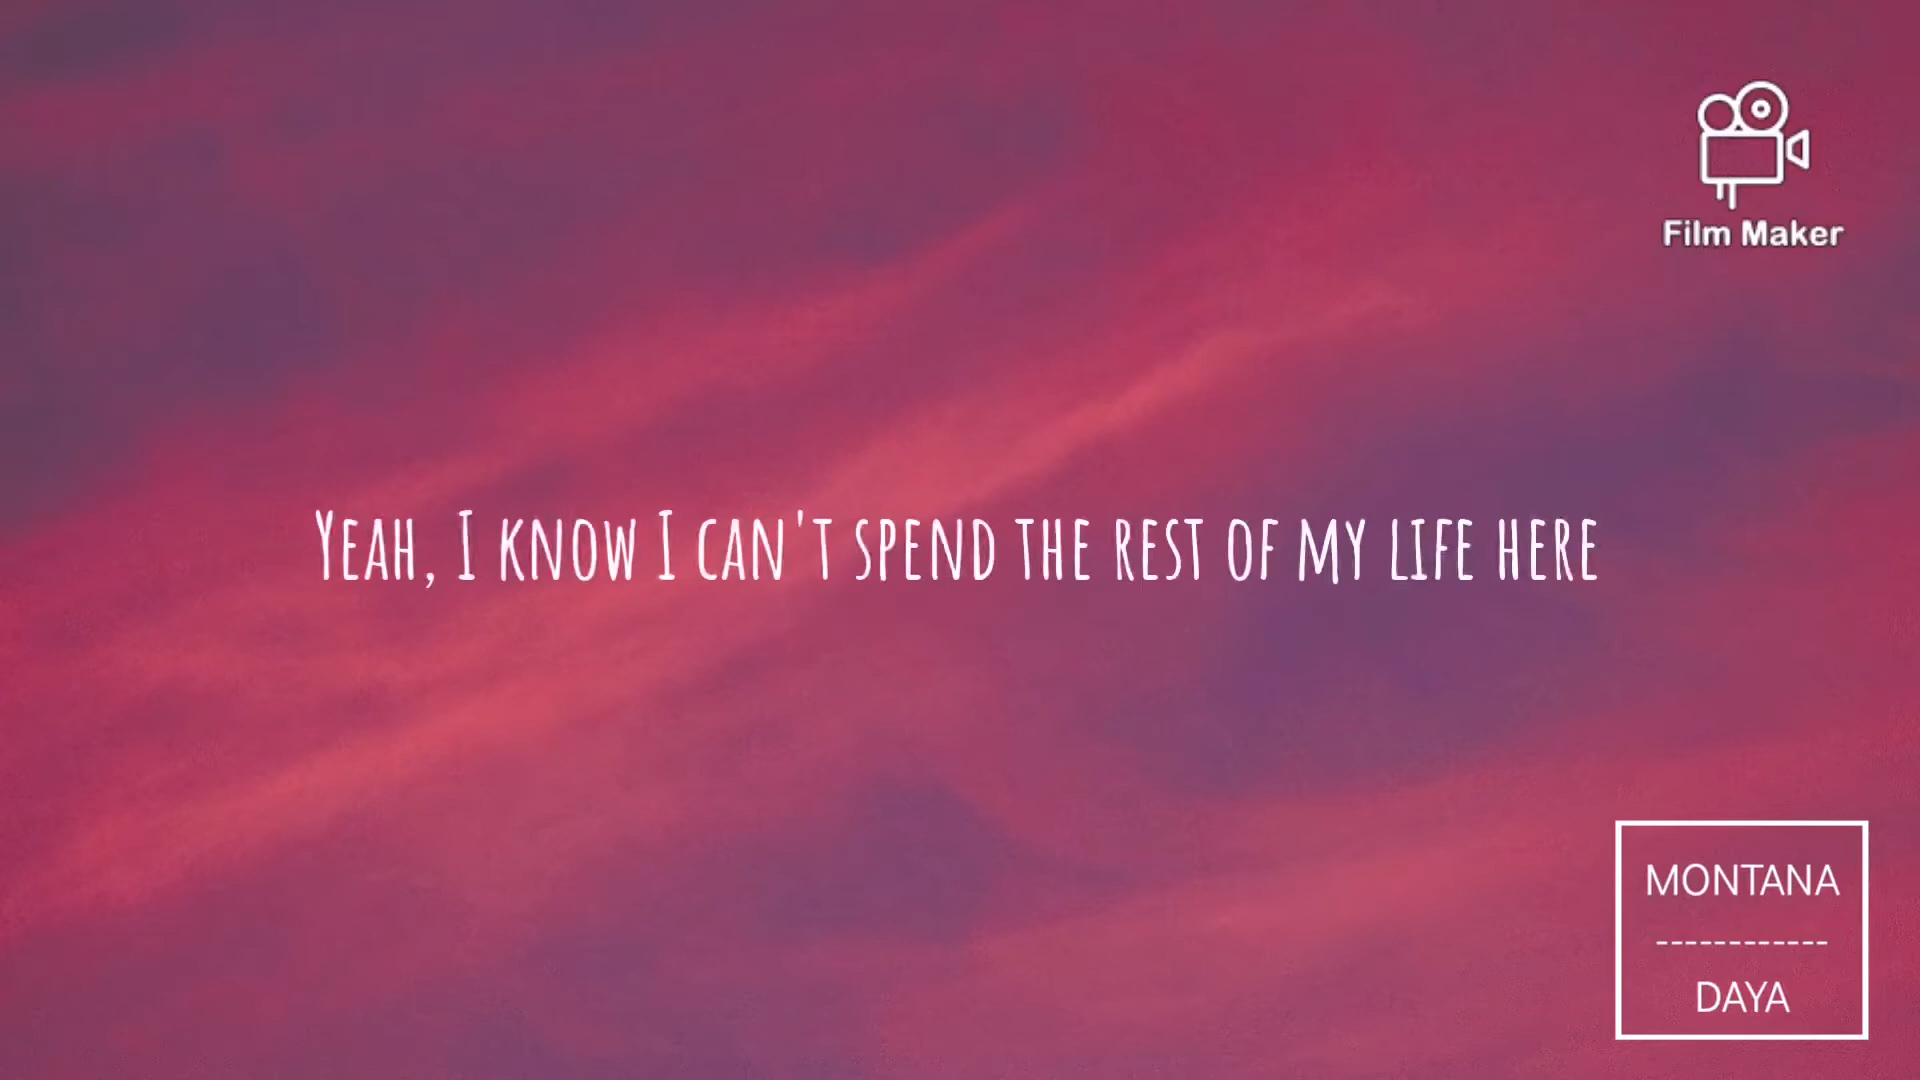 Film Maker
YEAH, I KNOW I CAN'T SPEND THE REST OF MY LIFE HERE
MONTANA
------------
DAYA